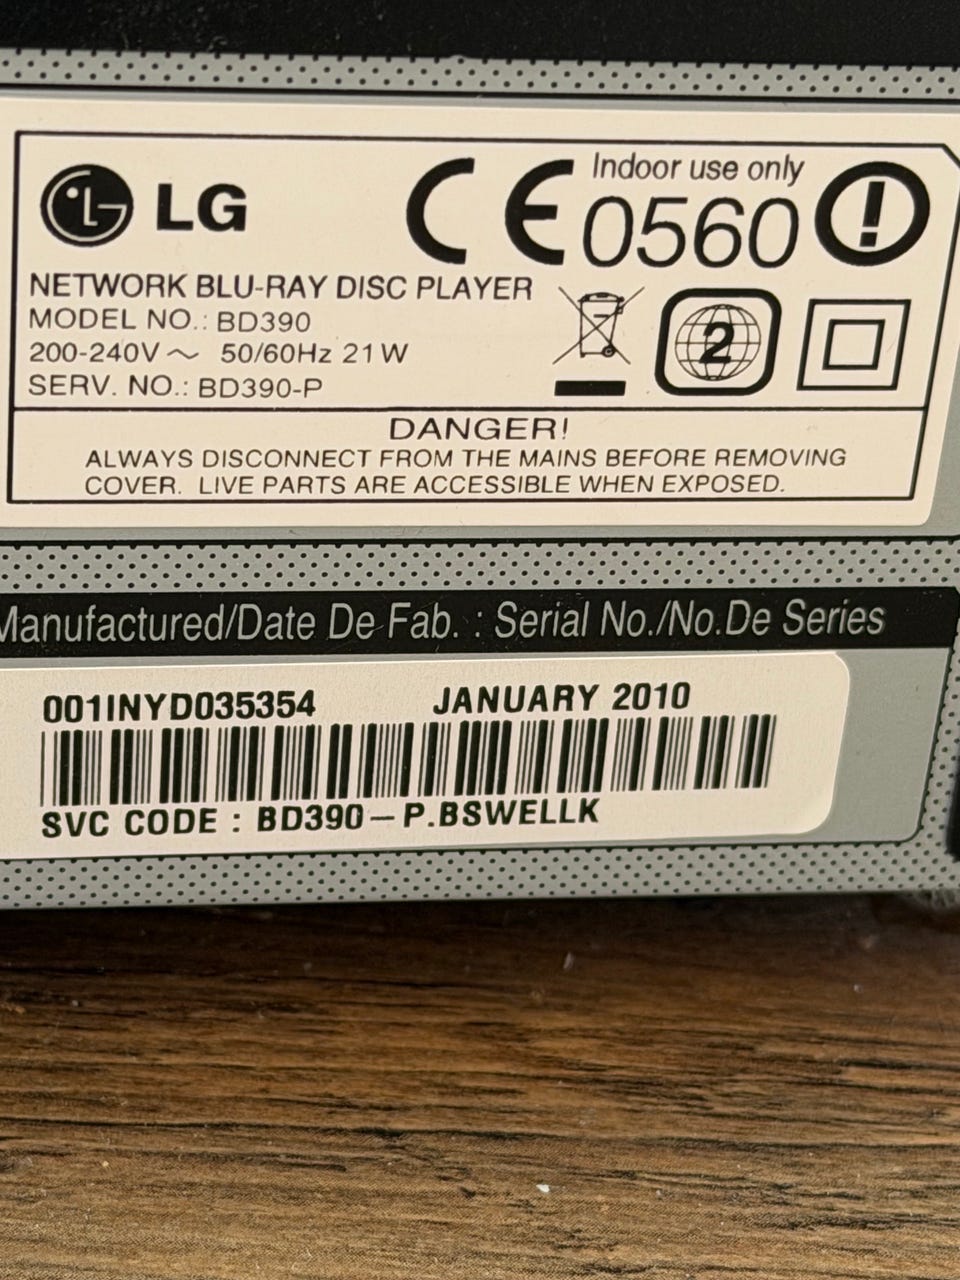 LG
Indoor use only
CE0560
NETWORK BLU-RAY DISC PLAYER
MODEL NO.: BD390
200-240V ~ 50/60Hz 21W
SERV. NO.: BD390-P
2
DANGER!
ALWAYS DISCONNECT FROM THE MAINS BEFORE REMOVING
COVER. LIVE PARTS ARE ACCESSIBLE WHEN EXPOSED.
Manufactured/Date De Fab. : Serial No./No.De Series
001INYD035354 JANUARY 2010
SVC CODE : BD390-P.BSWELLK